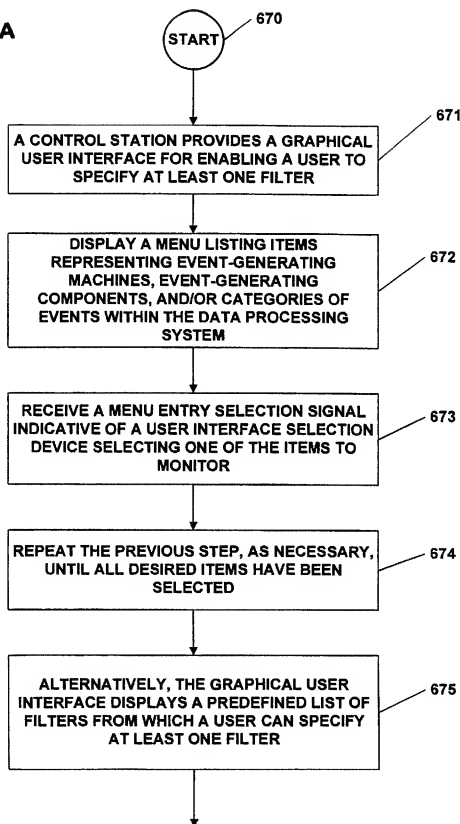 A
START
670
671
A CONTROL STATION PROVIDES A GRAPHICAL
USER INTERFACE FOR ENABLING A USER TO
SPECIFY AT LEAST ONE FILTER
672
DISPLAY A MENU LISTING ITEMS
REPRESENTING EVENT-GENERATING
MACHINES, EVENT-GENERATING
COMPONENTS, AND/OR CATEGORIES OF
EVENTS WITHIN THE DATA PROCESSING
SYSTEM
673
RECEIVE A MENU ENTRY SELECTION SIGNAL
INDICATIVE OF A USER INTERFACE SELECTION
DEVICE SELECTING ONE OF THE ITEMS TO
MONITOR
674
REPEAT THE PREVIOUS STEP, AS NECESSARY,
UNTIL ALL DESIRED ITEMS HAVE BEEN
SELECTED
675
ALTERNATIVELY, THE GRAPHICAL USER
INTERFACE DISPLAYS A PREDEFINED LIST OF
FILTERS FROM WHICH A USER CAN SPECIFY
AT LEAST ONE FILTER